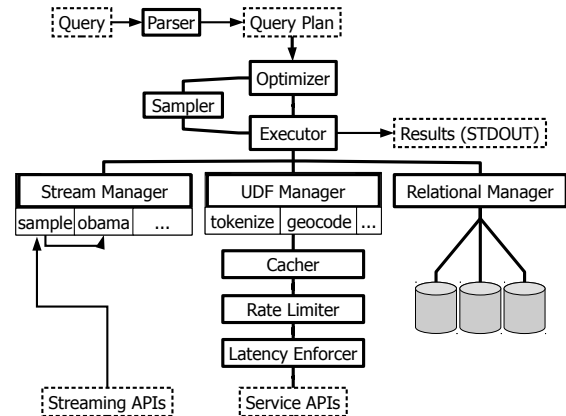 Query
Parser
Query Plan
Optimizer
Sampler
Executor
Results (STDOUT)
Stream Manager
UDF Manager
Relational Manager
sample
obama
...
tokenize
geocode
...
Cacher
Rate Limiter
Latency Enforcer
Streaming APIs
Service APIs